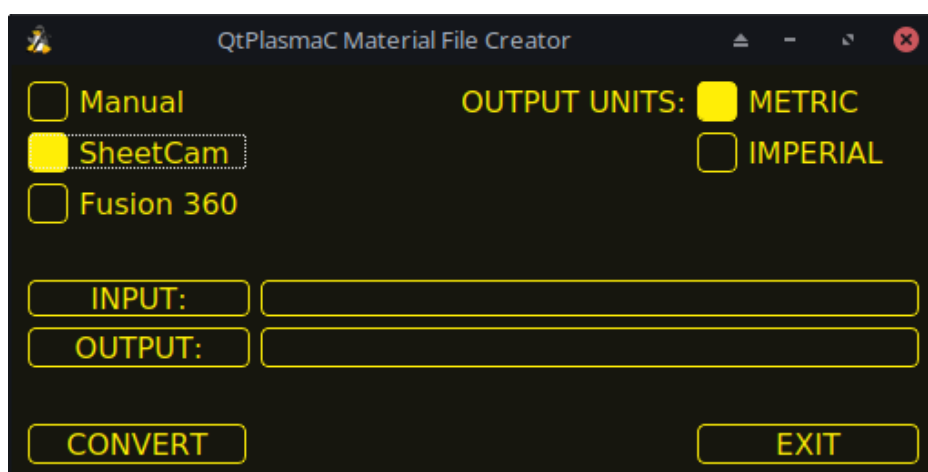 QtPlasmaC Material File Creator
Manual OUTPUT UNITS: METRIC
SheetCam IMPERIAL
Fusion 360
INPUT:
OUTPUT:
CONVERT EXIT